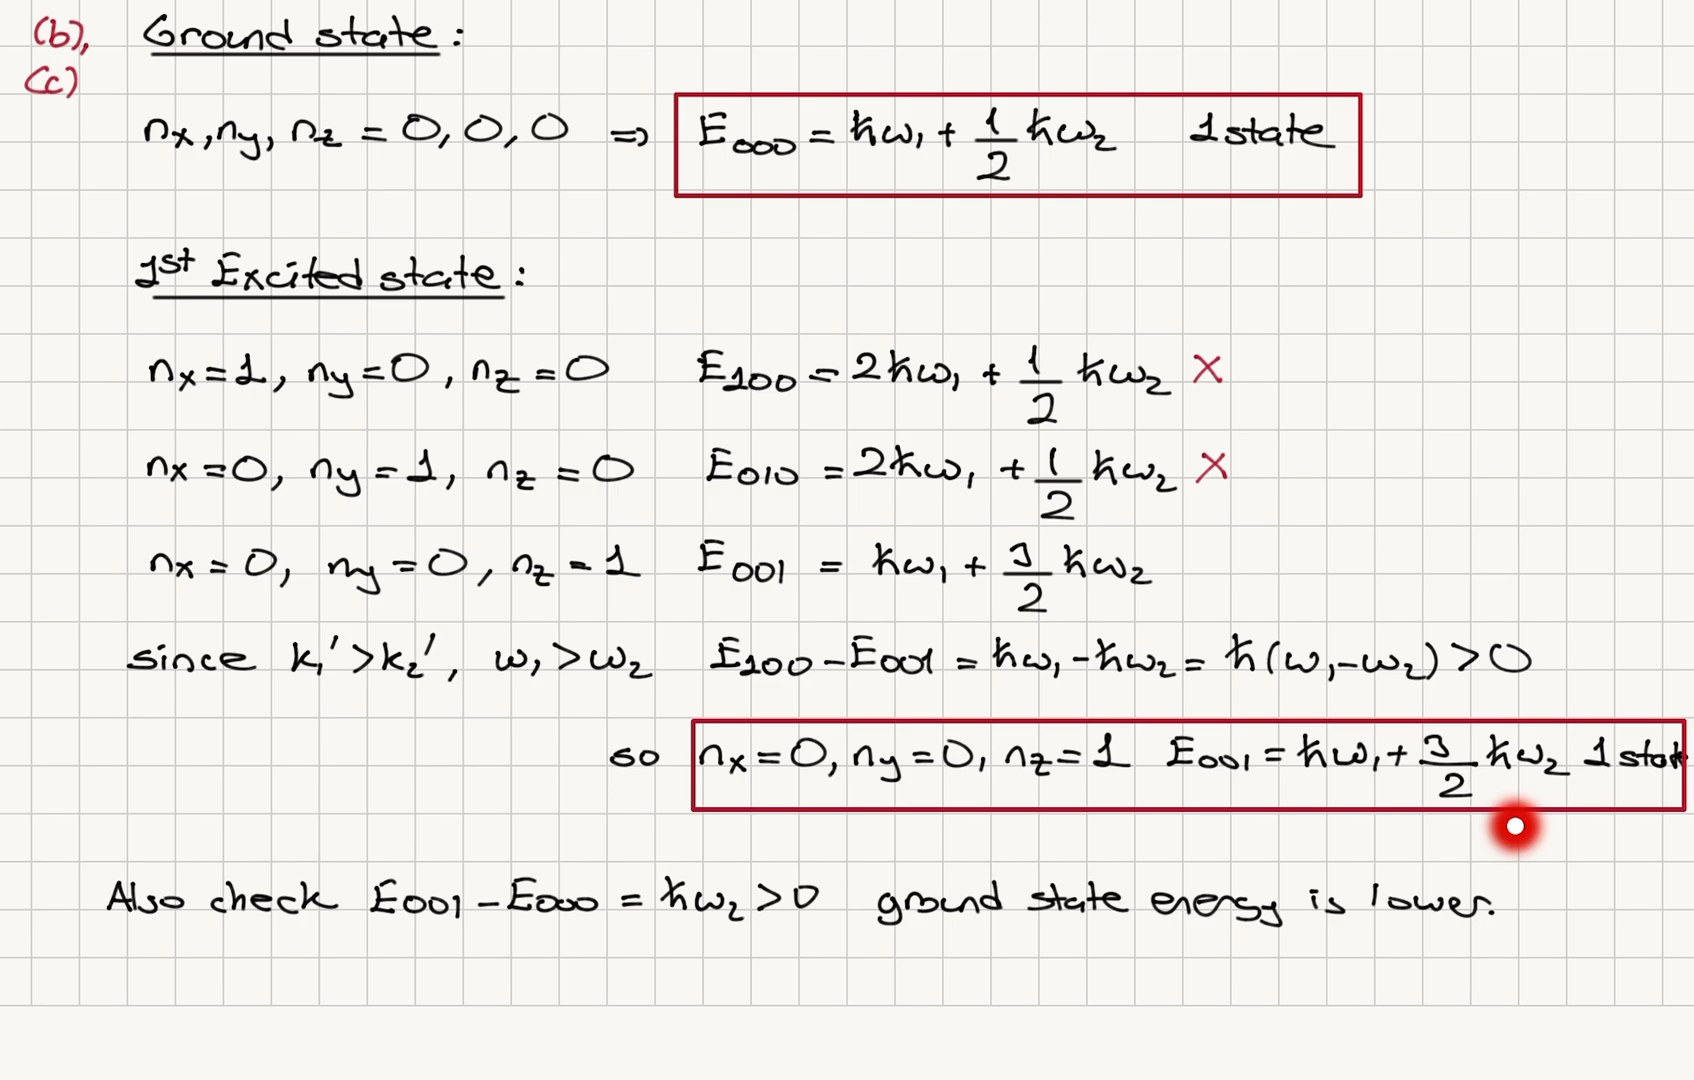 (b), Ground state:
(c)
nx, ny, nz = 0, 0, 0 ⇒ E₀₀₀ = ħω₁ + 1/2 ħω₂ 1 state
1st Excited state:
nx = 1, ny = 0, nz = 0 E₁₀₀ = 2ħω₁ + 1/2 ħω₂ ×
nx = 0, ny = 1, nz = 0 E₀₁₀ = 2ħω₁ + 1/2 ħω₂ ×
nx = 0, ny = 0, nz = 1 E₀₀₁ = ħω₁ + 3/2 ħω₂
since k₁' > k₂', ω₁ > ω₂ E₁₀₀ - E₀₀₁ = ħω₁ - ħω₂ = ħ(ω₁ - ω₂) > 0
so nx = 0, ny = 0, nz = 1 E₀₀₁ = ħω₁ + 3/2 ħω₂ 1 state
Also check E₀₀₁ - E₀₀₀ = ħω₂ > 0 ground state energy is lower.